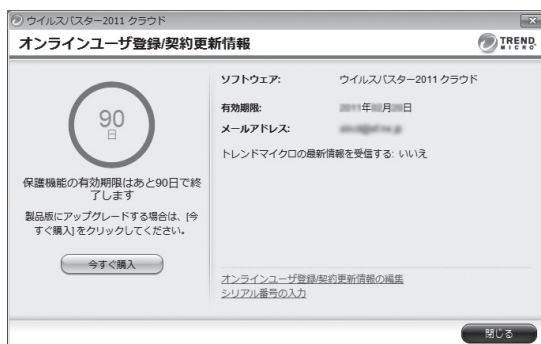 ウイルスバスター2011 クラウド
オンラインユーザ登録/契約更新情報
TREND
MICRO
90
日
保護機能の有効期限はあと90日で終
了します
製品版にアップグレードする場合は、[今
すぐ購入]をクリックしてください。
今すぐ購入
ソフトウェア: ウイルスバスター2011 クラウド
有効期限: 年 月 日
メールアドレス:
トレンドマイクロの最新情報を受信する: いいえ
オンラインユーザ登録/契約更新情報の編集
シリアル番号の入力
閉じる